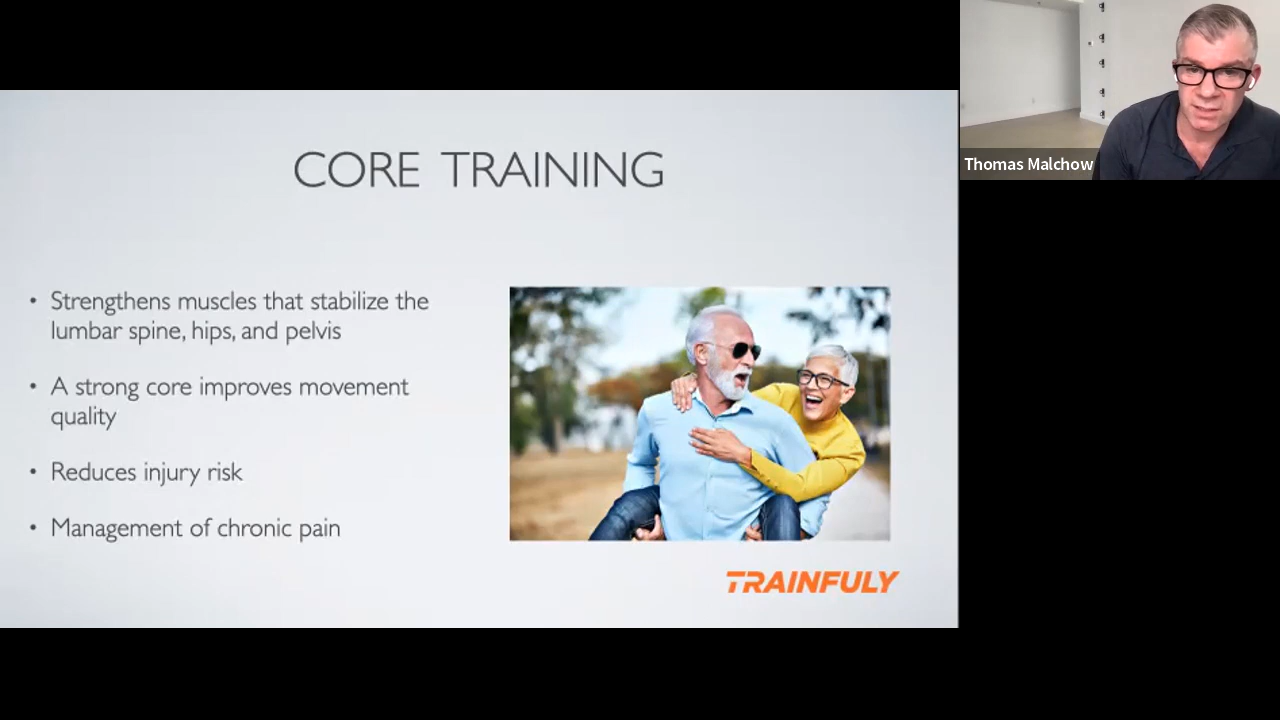 CORE TRAINING
• Strengthens muscles that stabilize the
lumbar spine, hips, and pelvis
• A strong core improves movement
quality
• Reduces injury risk
• Management of chronic pain
TRAINFULY
Thomas Malchow